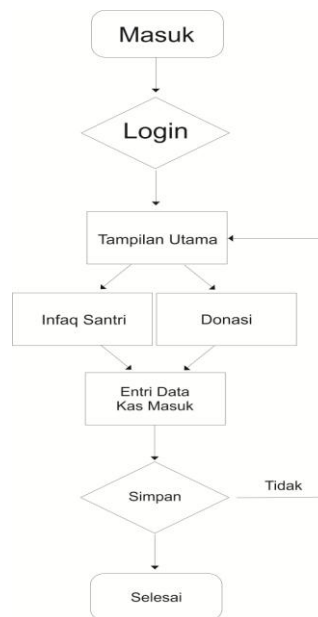 Masuk
Login
Tampilan Utama
Infaq Santri
Donasi
Entri Data
Kas Masuk
Simpan
Tidak
Selesai